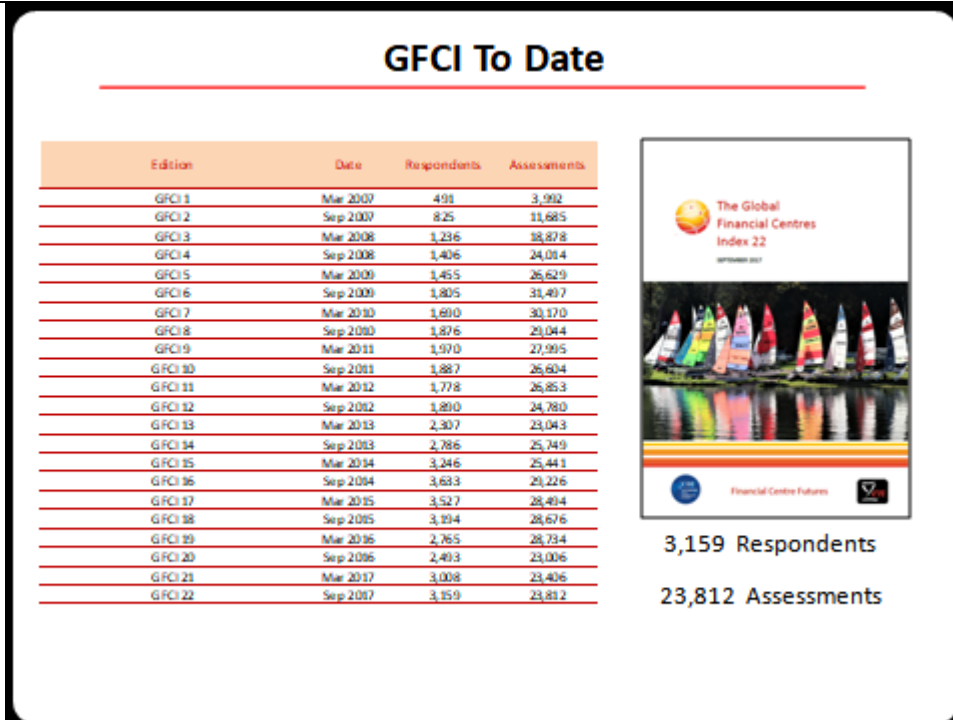 GFCI To Date
Edition Date Respondents Assessments
GFCI 1 Mar 2007 491 3,992
GFCI 2 Sep 2007 825 11,685
GFCI 3 Mar 2008 1,236 18,878
GFCI 4 Sep 2008 1,406 24,014
GFCI 5 Mar 2009 1,455 26,629
GFCI 6 Sep 2009 1,805 31,497
GFCI 7 Mar 2010 1,690 30,170
GFCI 8 Sep 2010 1,876 29,044
GFCI 9 Mar 2011 1,970 27,995
GFCI 10 Sep 2011 1,887 26,604
GFCI 11 Mar 2012 1,778 26,853
GFCI 12 Sep 2012 1,890 24,780
GFCI 13 Mar 2013 2,307 23,043
GFCI 14 Sep 2013 2,786 25,749
GFCI 15 Mar 2014 3,246 25,441
GFCI 16 Sep 2014 3,633 29,226
GFCI 17 Mar 2015 3,527 28,494
GFCI 18 Sep 2015 3,194 28,676
GFCI 19 Mar 2016 2,765 28,734
GFCI 20 Sep 2016 2,493 23,006
GFCI 21 Mar 2017 3,008 23,406
GFCI 22 Sep 2017 3,159 23,812
The Global
Financial Centres
Index 22
SEPTEMBER 2017
Financial Centre Futures
3,159 Respondents
23,812 Assessments